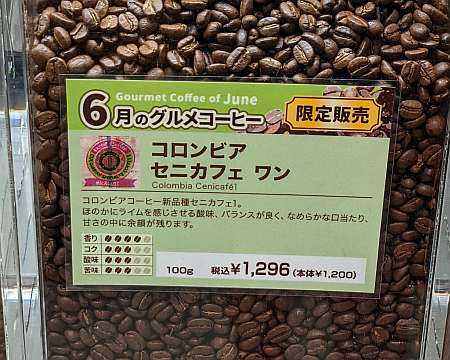 Gourmet Coffee of June
6月のグルメコーヒー
限定販売
コロンビア
セニカフェ ワン
Colombia Cenicafé1
コロンビアコーヒー新品種セニカフェ1。
ほのかにライムを感じさせる酸味、バランスが良く、なめらかな口当たり、
甘さの中に余韻が残ります。
香り
コク
酸味
苦味
100g 税込¥1,296(本体¥1,200)